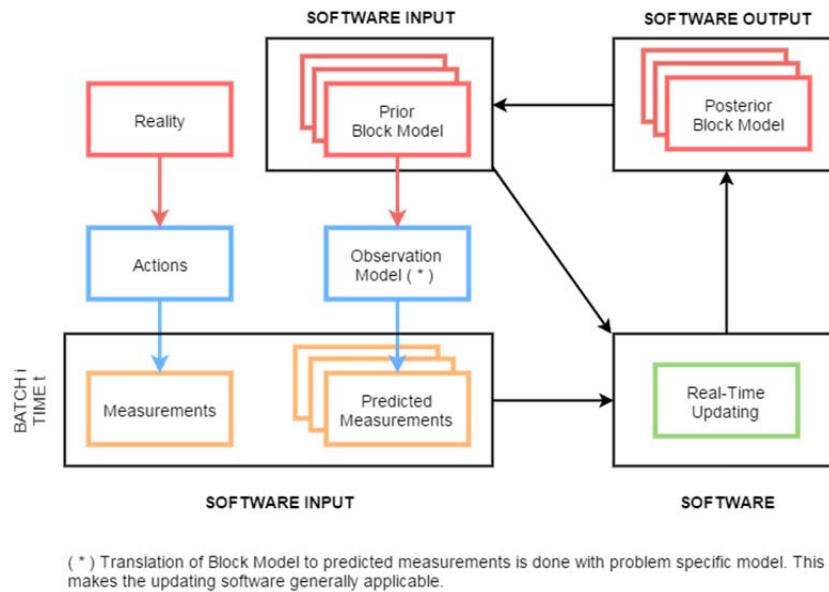 SOFTWARE INPUT
SOFTWARE OUTPUT
Reality
Prior
Block Model
Posterior
Block Model
Actions
Observation
Model ( * )
BATCH i
TIME t
Measurements
Predicted
Measurements
Real-Time
Updating
SOFTWARE INPUT
SOFTWARE
( * ) Translation of Block Model to predicted measurements is done with problem specific model. This
makes the updating software generally applicable.